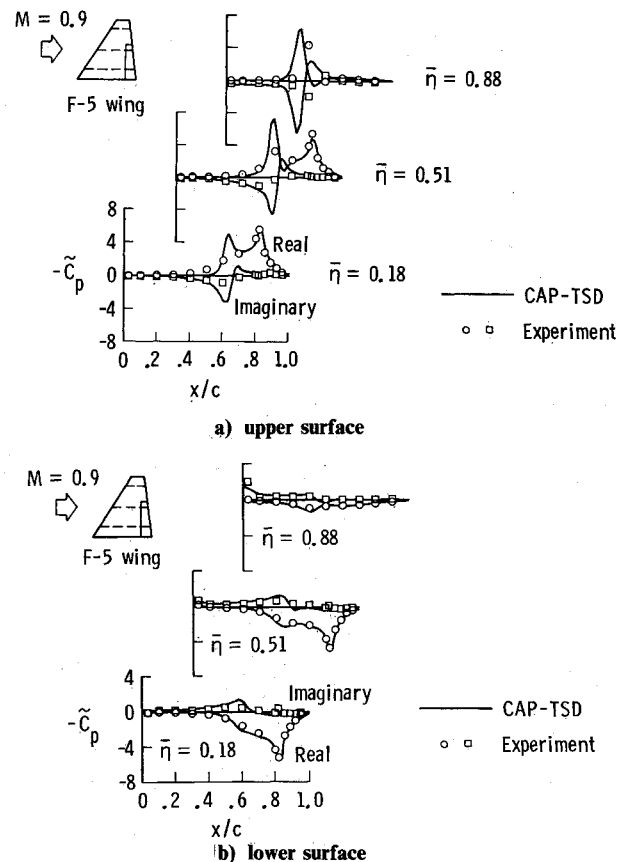 M = 0.9
F-5 wing
η̄ = 0.88
η̄ = 0.51
8
4
0
-4
-8
-C̃p
Real
Imaginary
η̄ = 0.18
CAP-TSD
Experiment
0 .2 .4 .6 .8 1.0
x/c
a) upper surface
M = 0.9
F-5 wing
η̄ = 0.88
η̄ = 0.51
4
0
-4
-8
-C̃p
Imaginary
η̄ = 0.18
Real
CAP-TSD
Experiment
0 .2 .4 .6 .8 1.0
x/c
b) lower surface